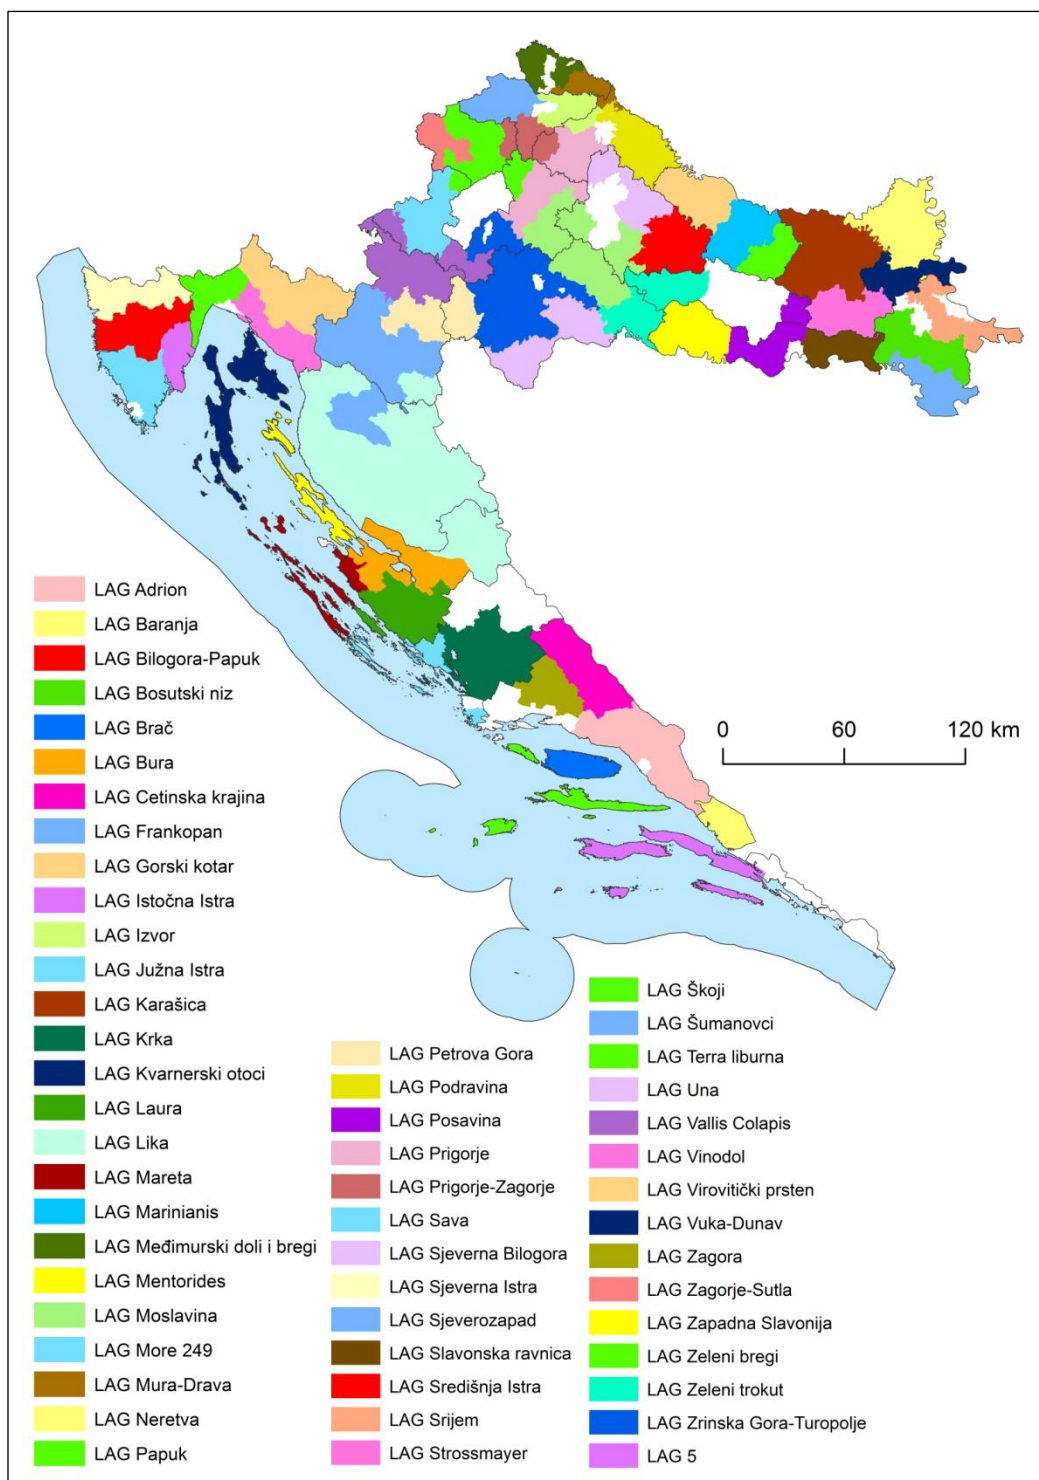 0 60 120 km
LAG Adrion
LAG Baranja
LAG Bilogora-Papuk
LAG Bosutski niz
LAG Brač
LAG Bura
LAG Cetinska krajina
LAG Frankopan
LAG Gorski kotar
LAG Istočna Istra
LAG Izvor
LAG Južna Istra
LAG Karašica
LAG Krka
LAG Kvarnerski otoci
LAG Laura
LAG Lika
LAG Mareta
LAG Marinianis
LAG Međimurski doli i bregi
LAG Mentorides
LAG Moslavina
LAG More 249
LAG Mura-Drava
LAG Neretva
LAG Papuk
LAG Petrova Gora
LAG Podravina
LAG Posavina
LAG Prigorje
LAG Prigorje-Zagorje
LAG Sava
LAG Sjeverna Bilogora
LAG Sjeverna Istra
LAG Sjeverozapad
LAG Slavonska ravnica
LAG Središnja Istra
LAG Srijem
LAG Strossmayer
LAG Škoji
LAG Šumanovci
LAG Terra liburna
LAG Una
LAG Vallis Colapis
LAG Vinodol
LAG Virovitički prsten
LAG Vuka-Dunav
LAG Zagora
LAG Zagorje-Sutla
LAG Zapadna Slavonija
LAG Zeleni bregi
LAG Zeleni trokut
LAG Zrinska Gora-Turopolje
LAG 5